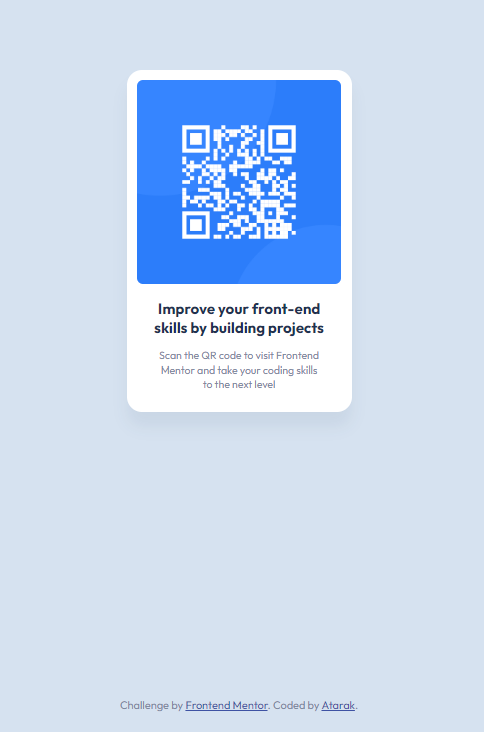 Improve your front-end
skills by building projects
Scan the QR code to visit Frontend
Mentor and take your coding skills
to the next level
Challenge by Frontend Mentor. Coded by Atarak.